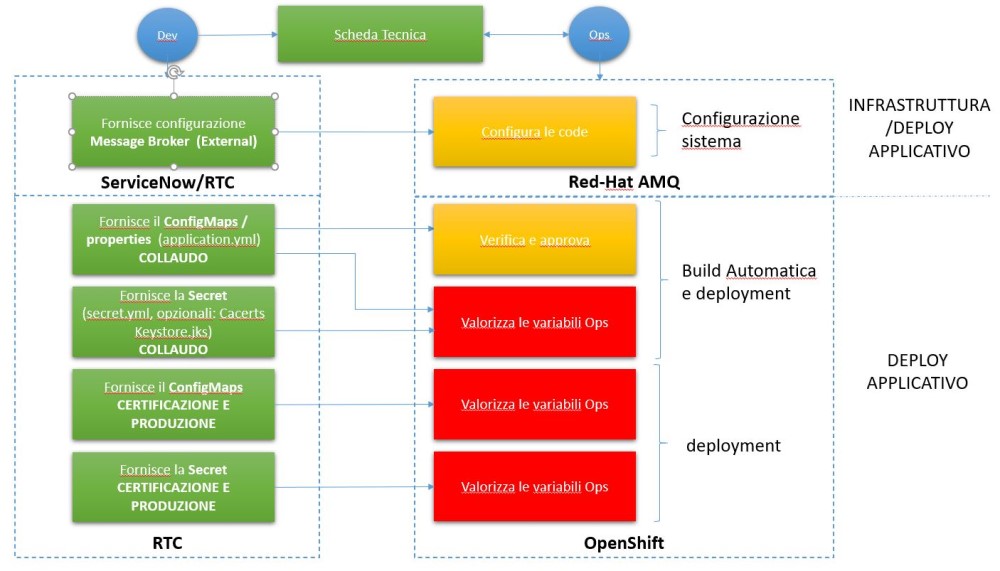 Dev
Scheda Tecnica
Ops
Fornisce configurazione
Message Broker (External)
ServiceNow/RTC
Configura le code
Configurazione
sistema
Red-Hat AMQ
INFRASTRUTTURA
/DEPLOY
APPLICATIVO
Fornisce il ConfigMaps /
properties (application.yml)
COLLAUDO
Verifica e approva
Fornisce la Secret
(secret.yml, opzionali: Cacerts
Keystore.jks)
COLLAUDO
Valorizza le variabili Ops
Build Automatica
e deployment
Fornisce il ConfigMaps
CERTIFICAZIONE E
PRODUZIONE
Valorizza le variabili Ops
Fornisce la Secret
CERTIFICAZIONE E
PRODUZIONE
Valorizza le variabili Ops
deployment
DEPLOY
APPLICATIVO
RTC
OpenShift